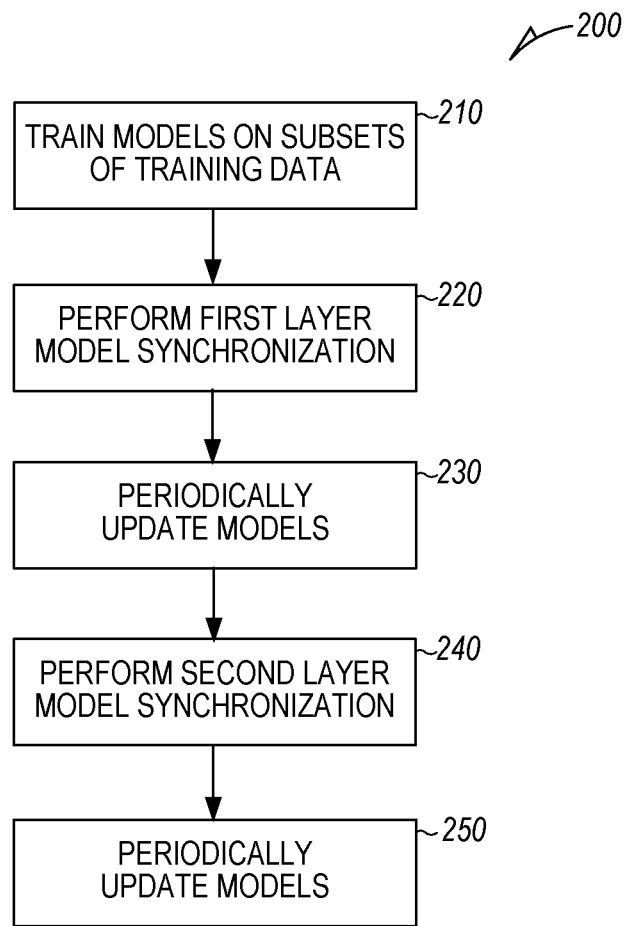 200
210
TRAIN MODELS ON SUBSETS
OF TRAINING DATA
220
PERFORM FIRST LAYER
MODEL SYNCHRONIZATION
230
PERIODICALLY
UPDATE MODELS
240
PERFORM SECOND LAYER
MODEL SYNCHRONIZATION
250
PERIODICALLY
UPDATE MODELS